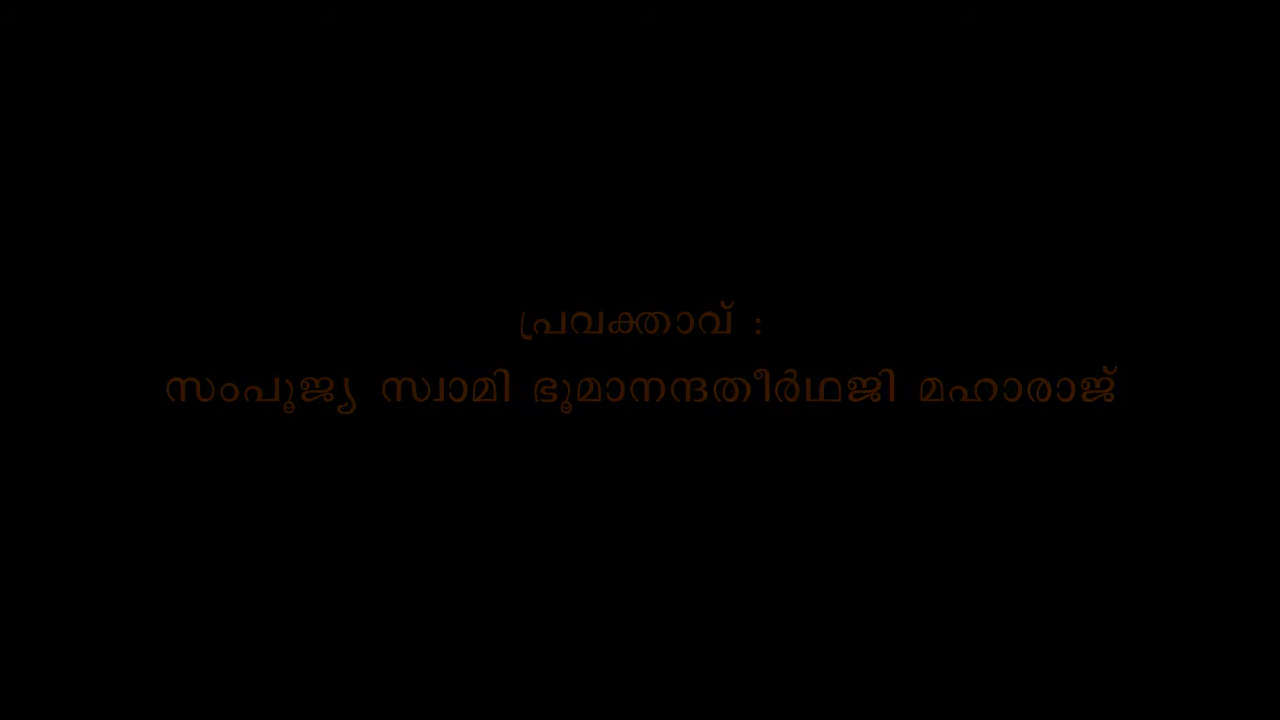 പ്രവക്താവ് :
സംപൂജ്യ സ്വാമി ഭൂമാനന്ദതീർഥജി മഹാരാജ്